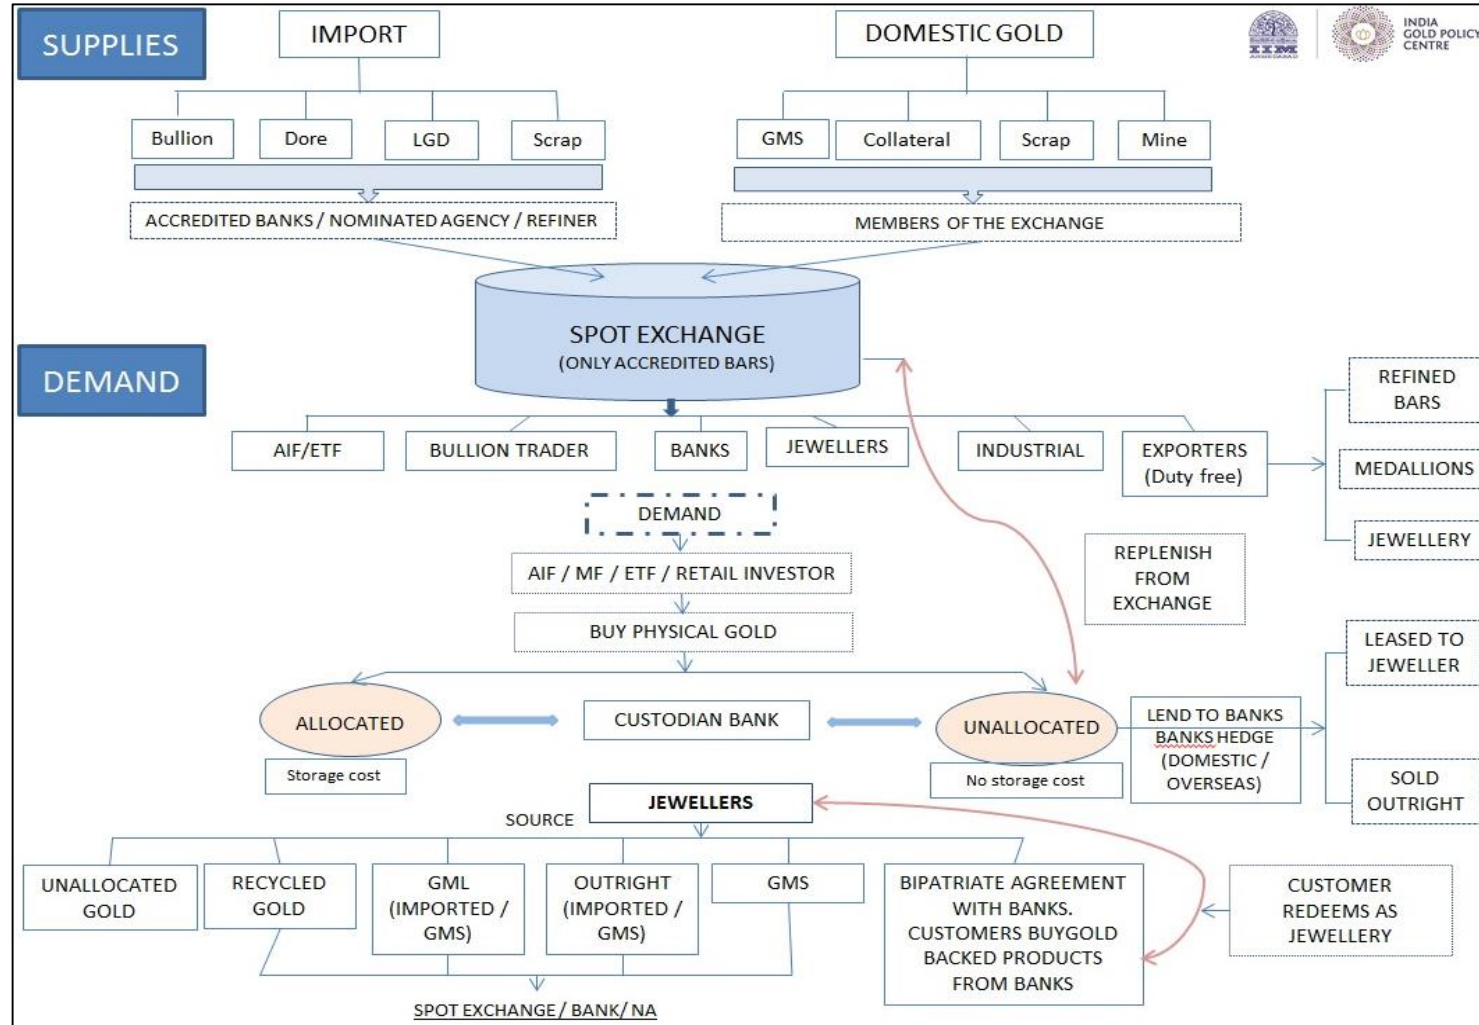 SUPPLIES
IMPORT
DOMESTIC GOLD
IIM
AHMEDABAD
INDIA
GOLD POLICY
CENTRE
Bullion
Dore
LGD
Scrap
GMS
Collateral
Scrap
Mine
ACCREDITED BANKS / NOMINATED AGENCY / REFINER
MEMBERS OF THE EXCHANGE
SPOT EXCHANGE
(ONLY ACCREDITED BARS)
DEMAND
AIF/ETF
BULLION TRADER
BANKS
JEWELLERS
INDUSTRIAL
EXPORTERS
(Duty free)
REFINED
BARS
MEDALLIONS
JEWELLERY
DEMAND
AIF / MF / ETF / RETAIL INVESTOR
BUY PHYSICAL GOLD
REPLENISH
FROM
EXCHANGE
ALLOCATED
Storage cost
CUSTODIAN BANK
UNALLOCATED
No storage cost
LEND TO BANKS
BANKS HEDGE
(DOMESTIC /
OVERSEAS)
LEASED TO
JEWELLER
SOLD
OUTRIGHT
JEWELLERS
SOURCE
UNALLOCATED
GOLD
RECYCLED
GOLD
GML
(IMPORTED /
GMS)
OUTRIGHT
(IMPORTED /
GMS)
GMS
BIPATRIATE AGREEMENT
WITH BANKS.
CUSTOMERS BUYGOLD
BACKED PRODUCTS
FROM BANKS
CUSTOMER
REDEEMS AS
JEWELLERY
SPOT EXCHANGE / BANK/ NA